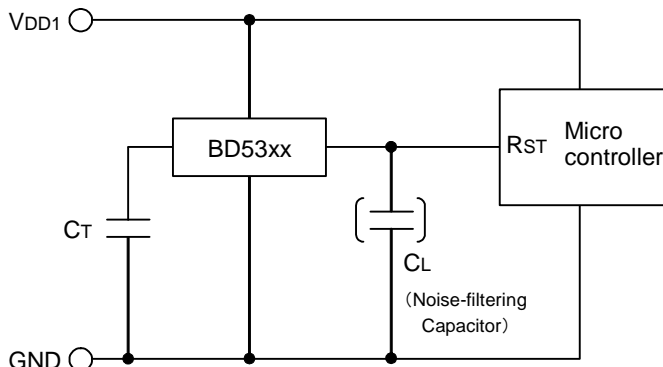 VDD1
BD53xx
RST
Micro
controller
CT
CL
（Noise-filtering
Capacitor）
GND